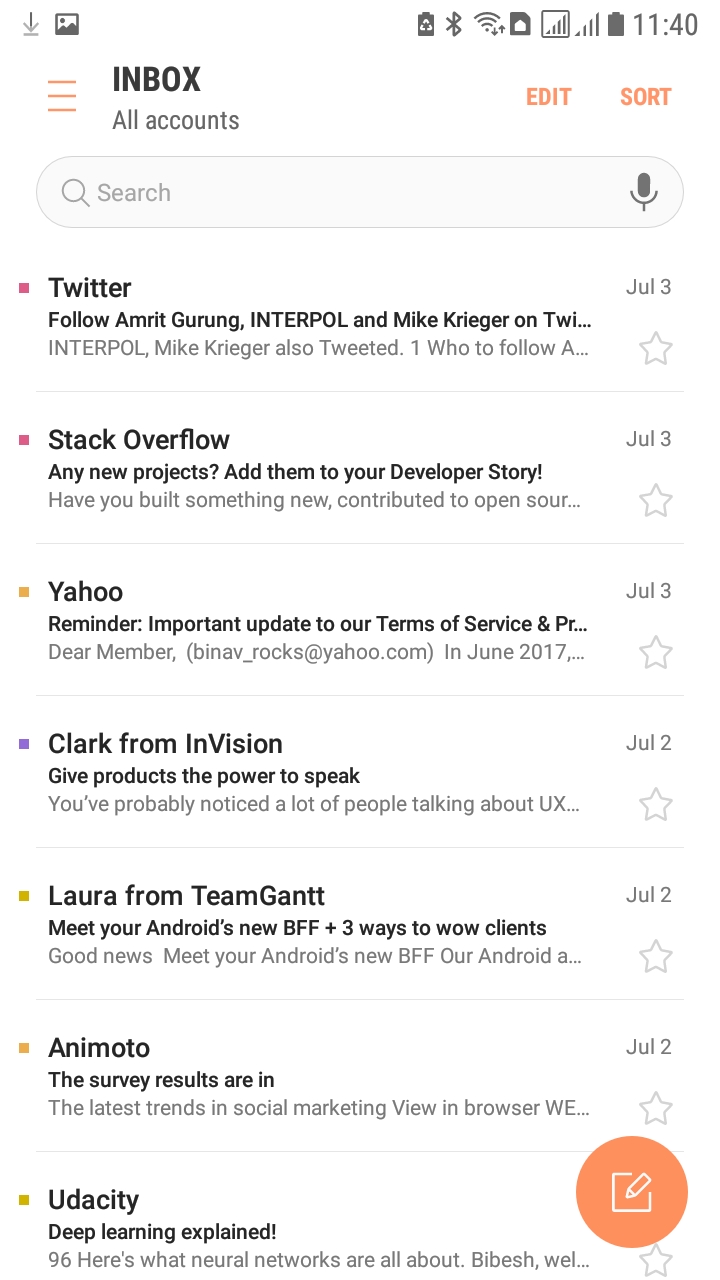 11:40
INBOX
All accounts
EDIT
SORT
Search
Twitter
Jul 3
Follow Amrit Gurung, INTERPOL and Mike Krieger on Twi...
INTERPOL, Mike Krieger also Tweeted. 1 Who to follow A...
Stack Overflow
Jul 3
Any new projects? Add them to your Developer Story!
Have you built something new, contributed to open sour...
Yahoo
Jul 3
Reminder: Important update to our Terms of Service & Pr...
Dear Member,  (binav_rocks@yahoo.com)  In June 2017,...
Clark from InVision
Jul 2
Give products the power to speak
You’ve probably noticed a lot of people talking about UX...
Laura from TeamGantt
Jul 2
Meet your Android’s new BFF + 3 ways to wow clients
Good news  Meet your Android’s new BFF Our Android a...
Animoto
Jul 2
The survey results are in
The latest trends in social marketing View in browser WE...
Udacity
Deep learning explained!
96 Here's what neural networks are all about. Bibesh, wel...